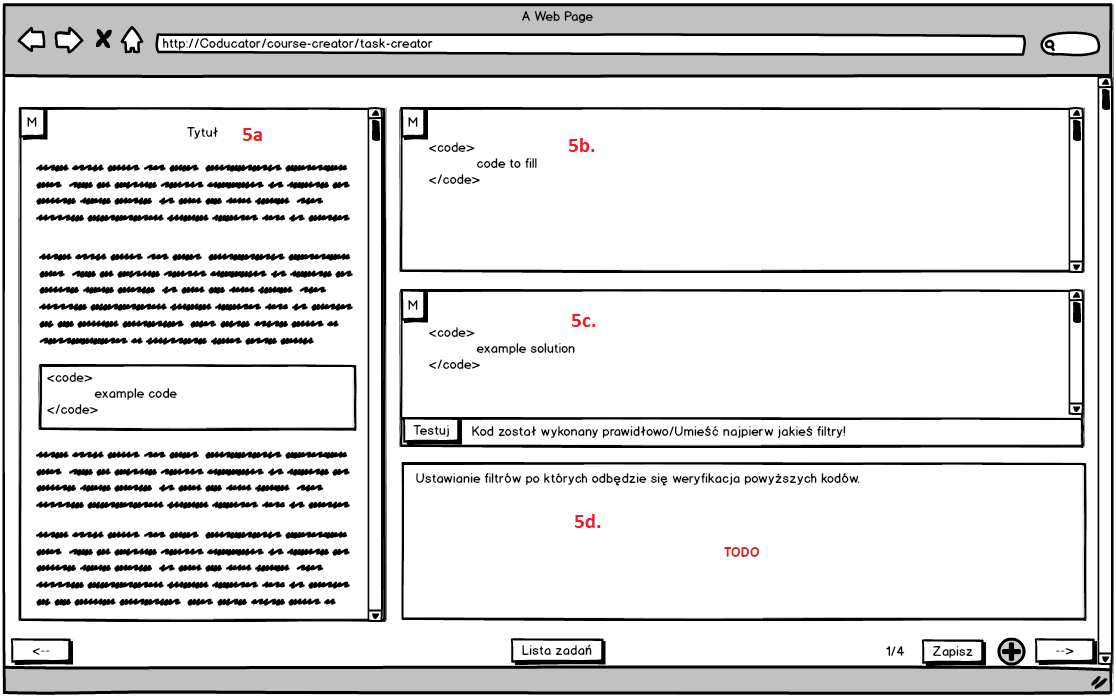 A Web Page
http://Coducator/course-creator/task-creator
M
Tytuł
5a
<code>
example code
</code>
M
5b.
<code>
code to fill
</code>
M
5c.
<code>
example solution
</code>
Testuj
Kod został wykonany prawidłowo/Umieść najpierw jakieś filtry!
Ustawianie filtrów po których odbędzie się weryfikacja powyższych kodów.
5d.
TODO
<--
Lista zadań
1/4
Zapisz
-->